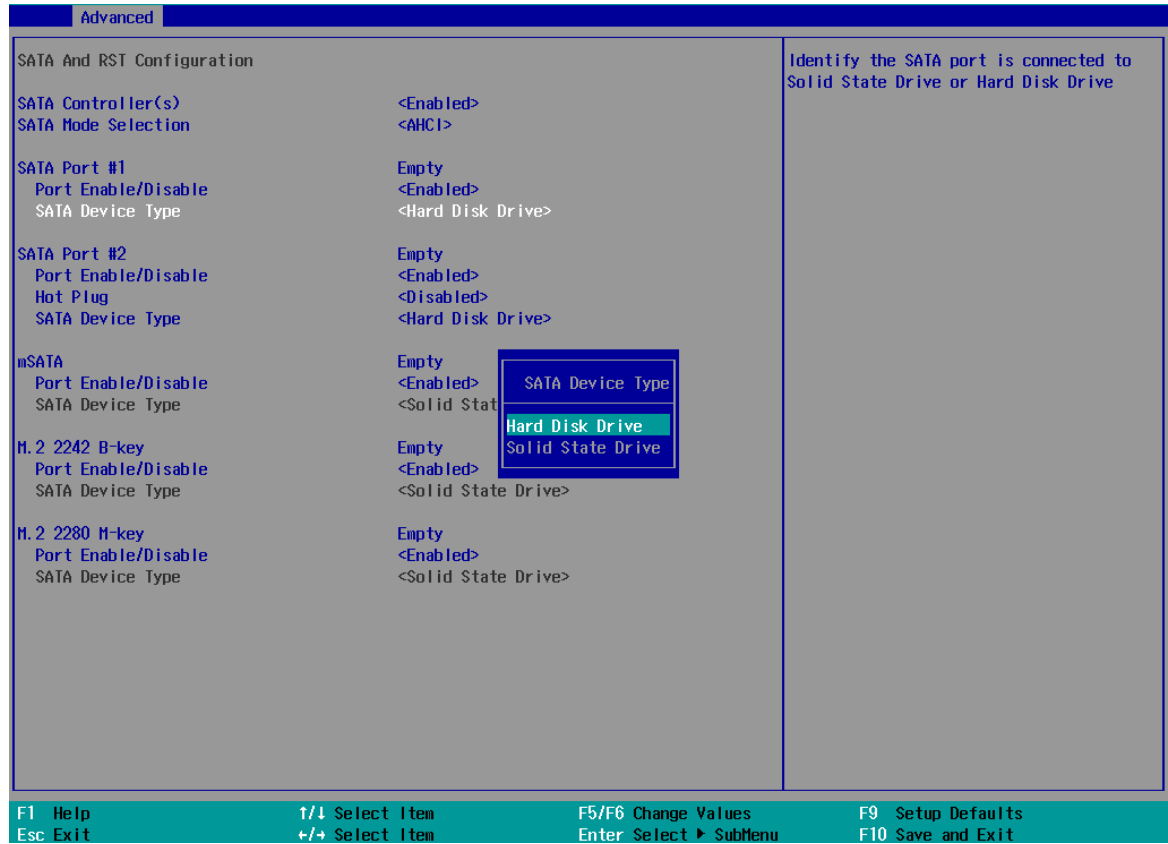 Advanced
SATA And RST Configuration
SATA Controller(s) <Enabled>
SATA Mode Selection <AHCI>
SATA Port #1 Empty
Port Enable/Disable <Enabled>
SATA Device Type <Hard Disk Drive>
SATA Port #2 Empty
Port Enable/Disable <Enabled>
Hot Plug <Disabled>
SATA Device Type <Hard Disk Drive>
mSATA Empty
Port Enable/Disable <Enabled>
SATA Device Type <Solid Stat
M.2 2242 B-key Empty
Port Enable/Disable <Enabled>
SATA Device Type <Solid State Drive>
M.2 2280 M-key Empty
Port Enable/Disable <Enabled>
SATA Device Type <Solid State Drive>
SATA Device Type
Hard Disk Drive
Solid State Drive
Identify the SATA port is connected to
Solid State Drive or Hard Disk Drive
F1 Help ↑/↓ Select Item F5/F6 Change Values F9 Setup Defaults
Esc Exit ←/→ Select Item Enter Select ▶ SubMenu F10 Save and Exit